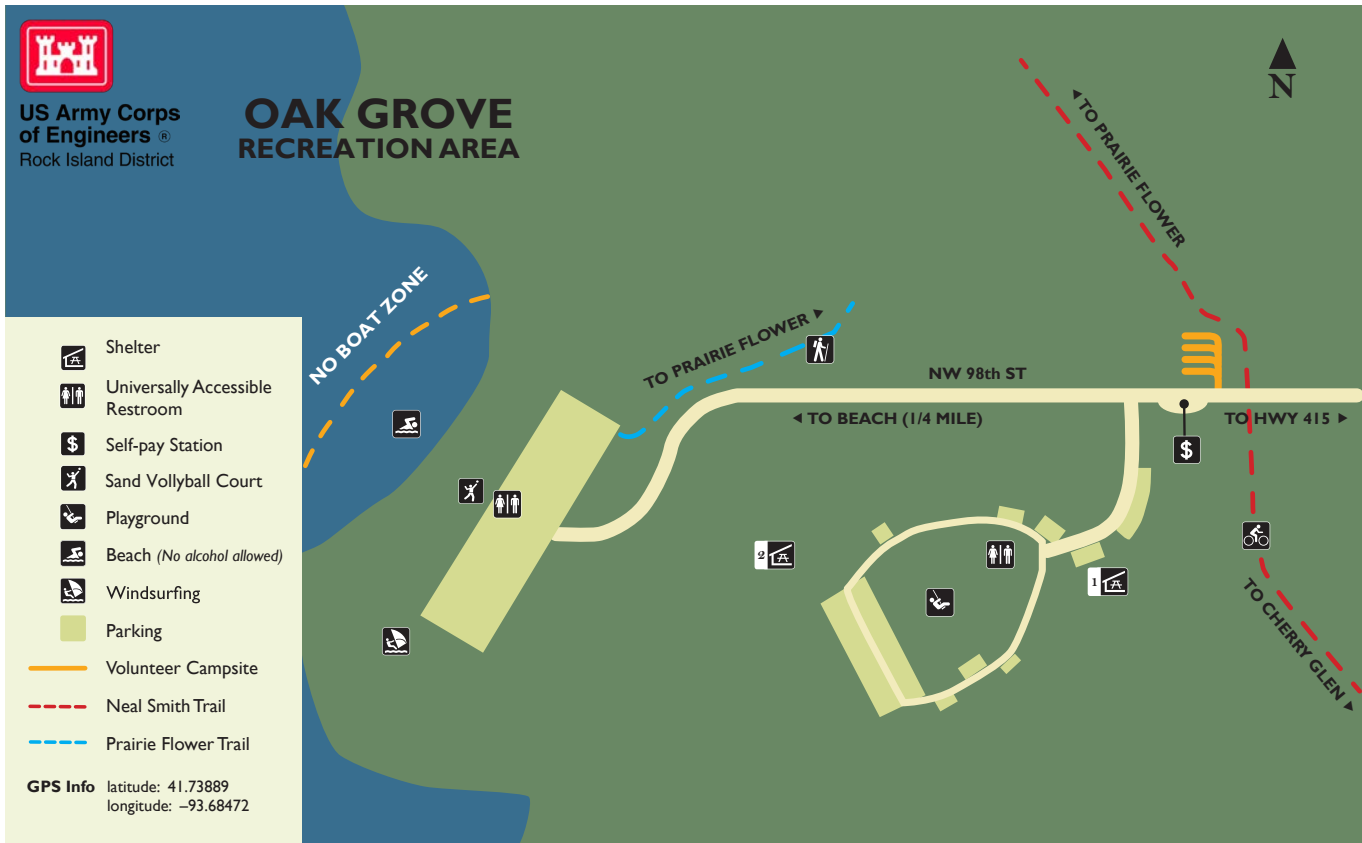 US Army Corps
of Engineers ®
Rock Island District
OAK GROVE
RECREATION AREA
N
TO PRAIRIE FLOWER
NO BOAT ZONE
TO PRAIRIE FLOWER
NW 98th ST
TO BEACH (1/4 MILE)
TO HWY 415
$
2
1
TO CHERRY GLEN
Shelter
Universally Accessible
Restroom
$ Self-pay Station
Sand Vollyball Court
Playground
Beach (No alcohol allowed)
Windsurfing
Parking
Volunteer Campsite
Neal Smith Trail
Prairie Flower Trail
GPS Info latitude: 41.73889
longitude: –93.68472